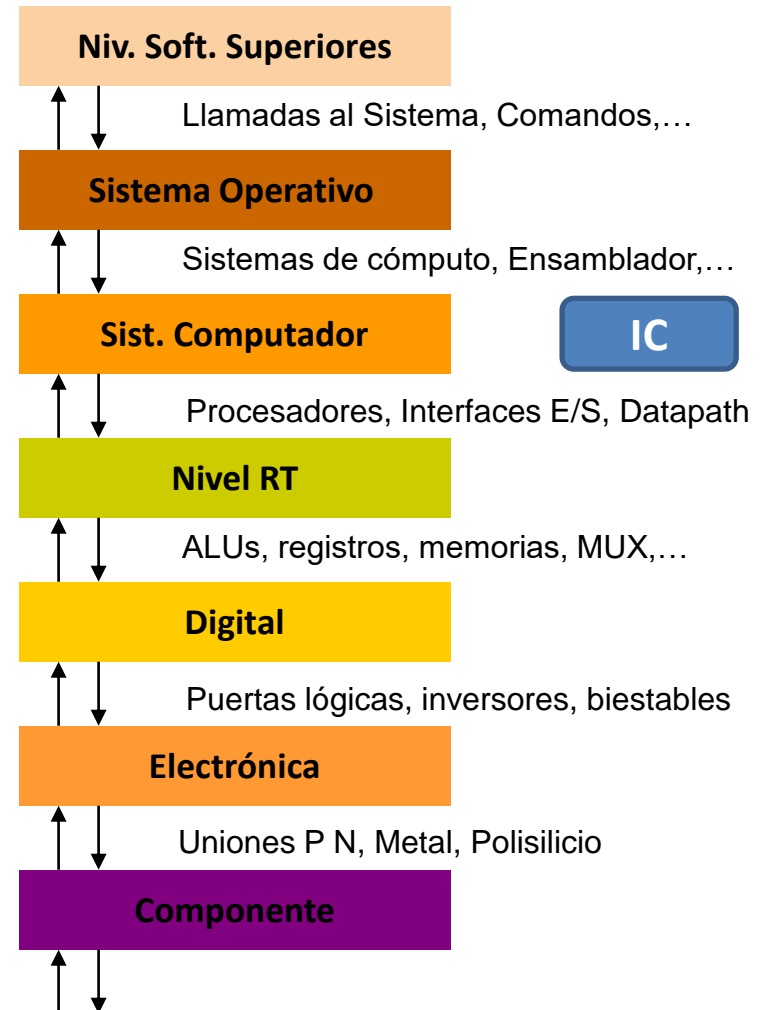 Niv. Soft. Superiores
Llamadas al Sistema, Comandos,…
Sistema Operativo
Sistemas de cómputo, Ensamblador,…
Sist. Computador
IC
Procesadores, Interfaces E/S, Datapath
Nivel RT
ALUs, registros, memorias, MUX,…
Digital
Puertas lógicas, inversores, biestables
Electrónica
Uniones P N, Metal, Polisilicio
Componente